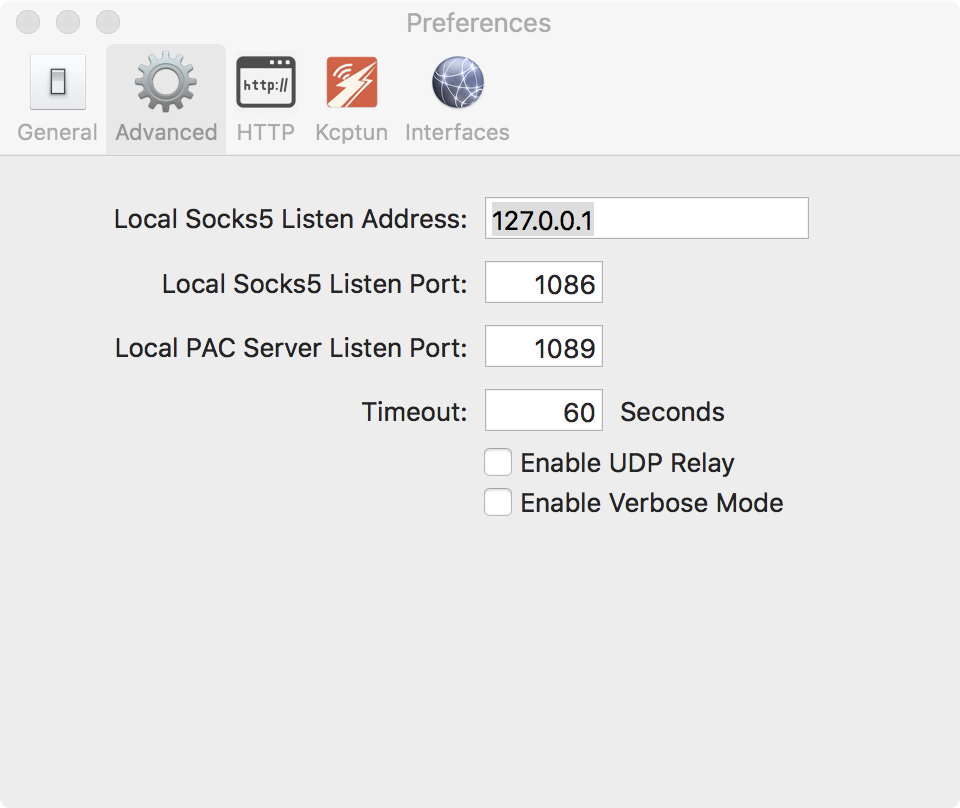 Preferences
http://
General Advanced HTTP Kcptun Interfaces
Local Socks5 Listen Address: 127.0.0.1
Local Socks5 Listen Port: 1086
Local PAC Server Listen Port: 1089
Timeout: 60 Seconds
Enable UDP Relay
Enable Verbose Mode